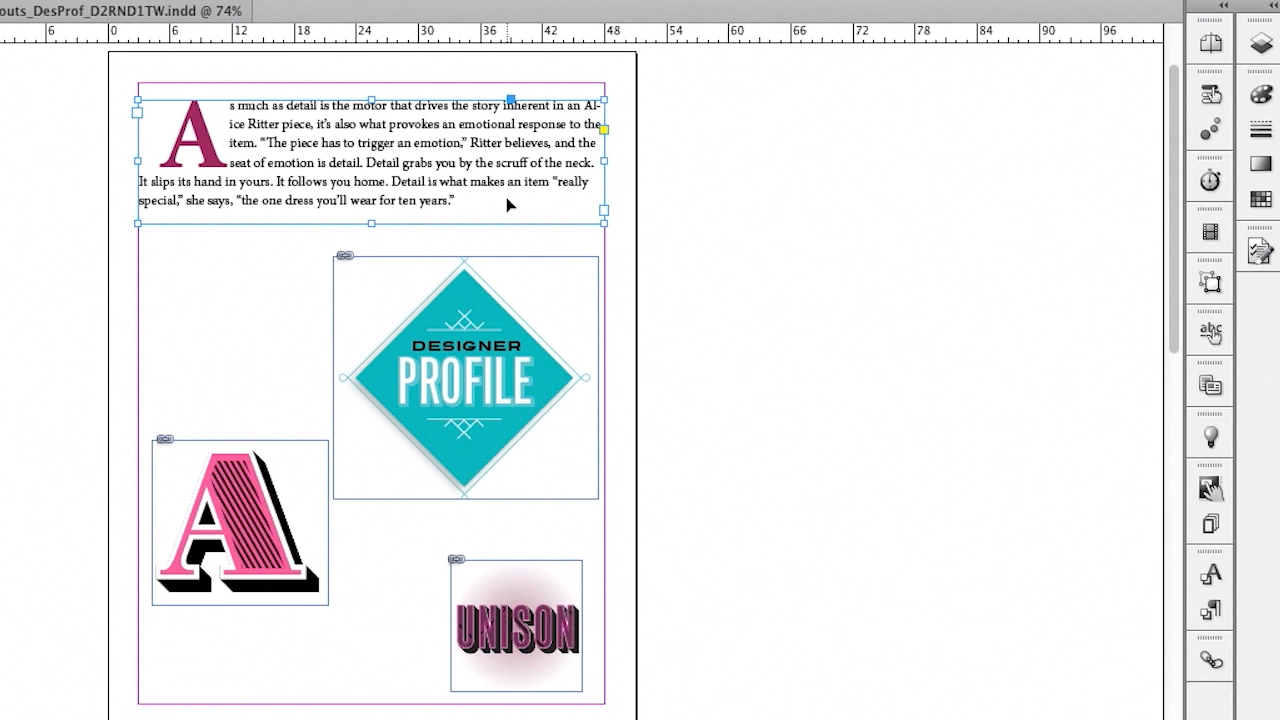 outs_DesProf_D2RND1TW.indd @ 74%
6 0 6 12 18 24 30 36 42 48 54 60 66 72 78 84 90 96
As much as detail is the motor that drives the story inherent in an Al-
ice Ritter piece, it’s also what provokes an emotional response to the
item. “The piece has to trigger an emotion,” Ritter believes, and the
seat of emotion is detail. Detail grabs you by the scruff of the neck.
It slips its hand in yours. It follows you home. Detail is what makes an item “really
special,” she says, “the one dress you’ll wear for ten years.”
DESIGNER
PROFILE
A
UNISON
abc
A